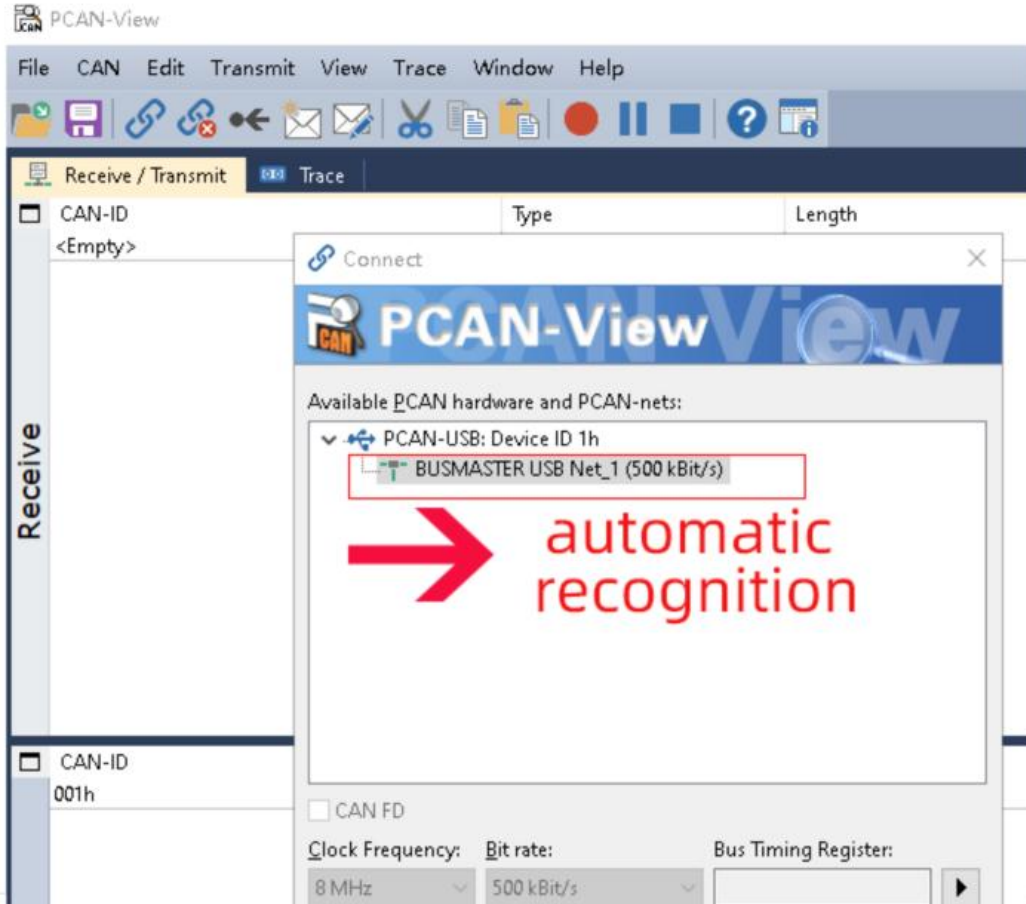 PCAN-View
File CAN Edit Transmit View Trace Window Help
Receive / Transmit Trace
CAN-ID Type Length
<Empty>
Connect
PCAN-View
Available PCAN hardware and PCAN-nets:
PCAN-USB: Device ID 1h
BUSMASTER USB Net_1 (500 kBit/s)
automatic
recognition
Receive
CAN-ID
001h
CAN FD
Clock Frequency: Bit rate: Bus Timing Register:
8 MHz 500 kBit/s